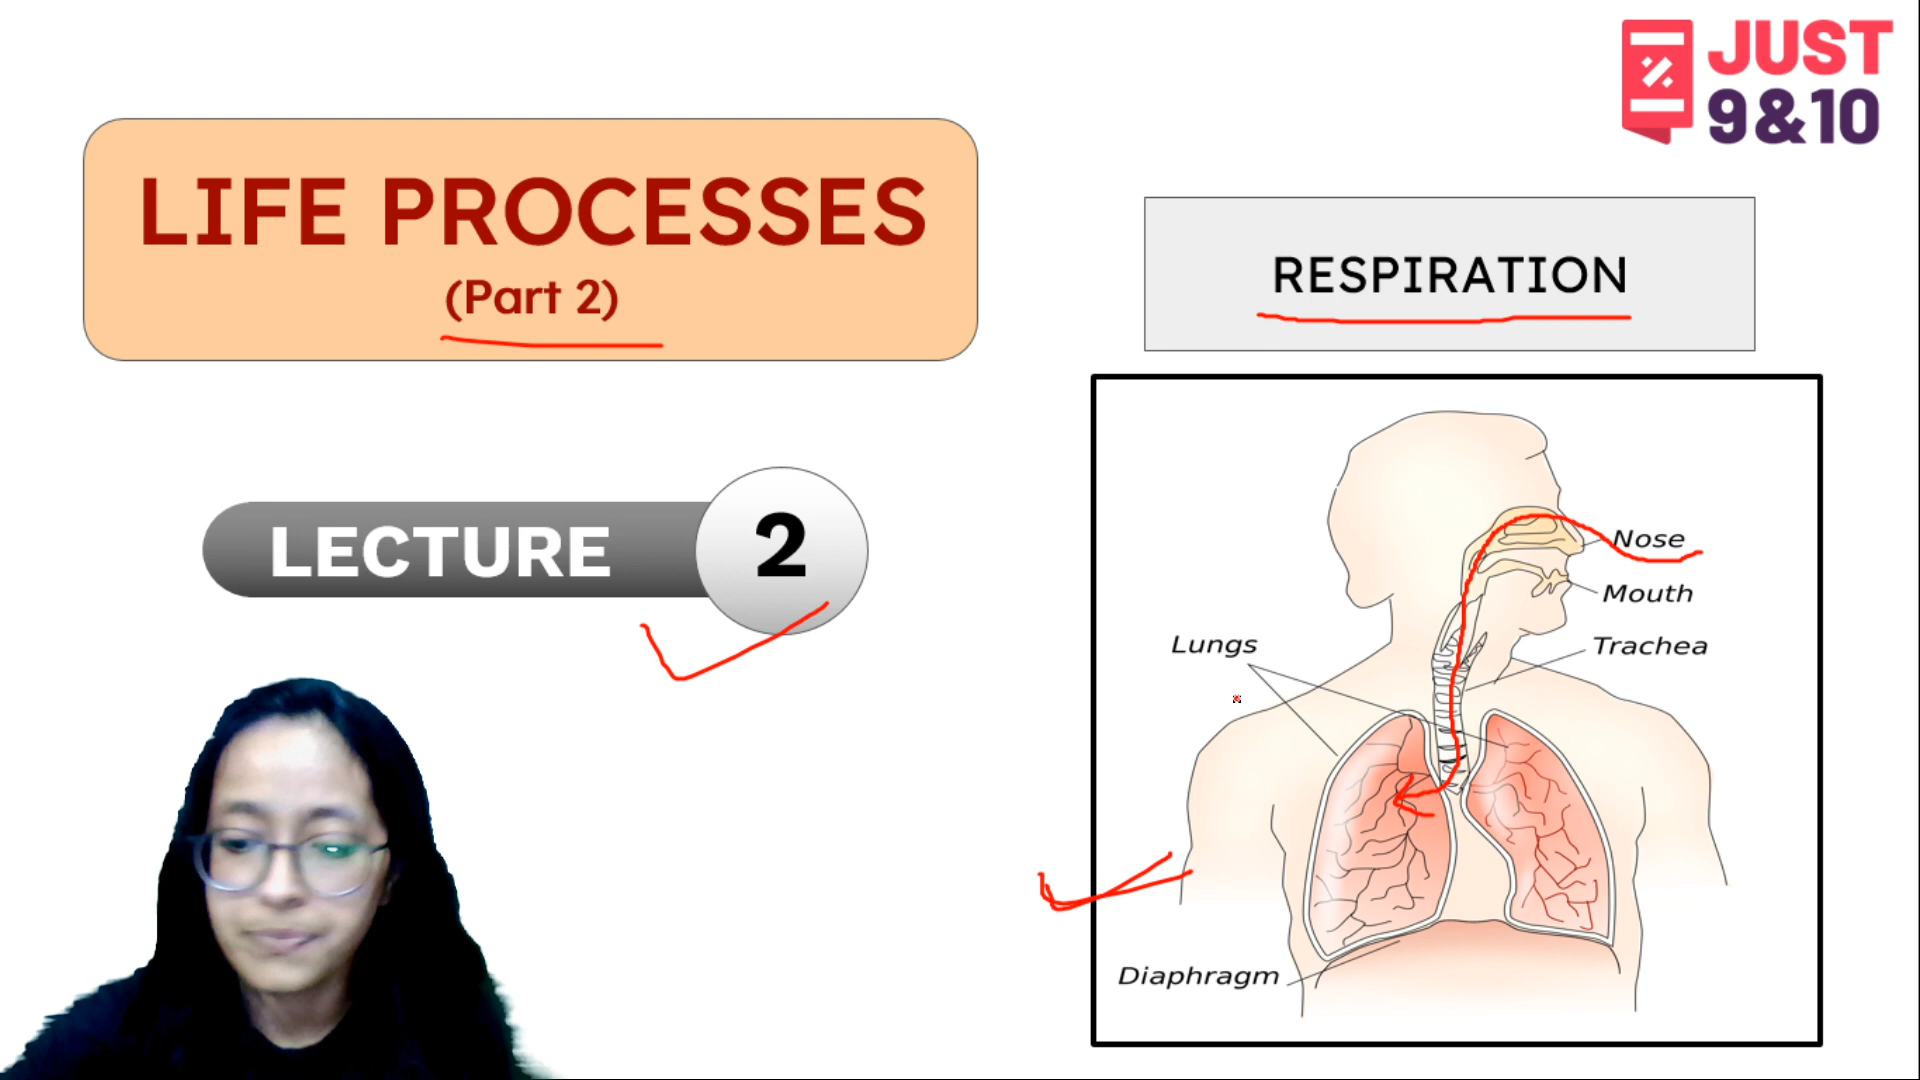 JUST
9&10
LIFE PROCESSES
(Part 2)
RESPIRATION
LECTURE 2
Nose
Mouth
Trachea
Lungs
Diaphragm